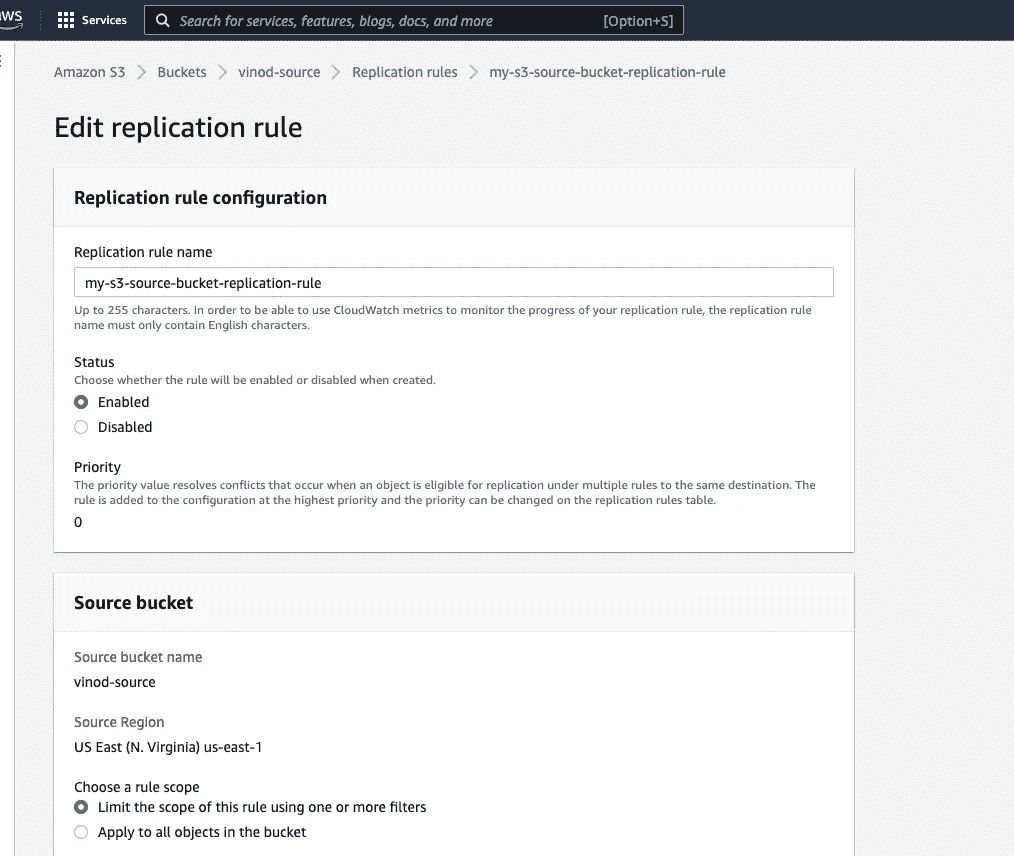 aws
Services
Search for services, features, blogs, docs, and more
[Option+S]
Amazon S3 > Buckets > vinod-source > Replication rules > my-s3-source-bucket-replication-rule
Edit replication rule
Replication rule configuration
Replication rule name
my-s3-source-bucket-replication-rule
Up to 255 characters. In order to be able to use CloudWatch metrics to monitor the progress of your replication rule, the replication rule
name must only contain English characters.
Status
Choose whether the rule will be enabled or disabled when created.
Enabled
Disabled
Priority
The priority value resolves conflicts that occur when an object is eligible for replication under multiple rules to the same destination. The
rule is added to the configuration at the highest priority and the priority can be changed on the replication rules table.
0
Source bucket
Source bucket name
vinod-source
Source Region
US East (N. Virginia) us-east-1
Choose a rule scope
Limit the scope of this rule using one or more filters
Apply to all objects in the bucket